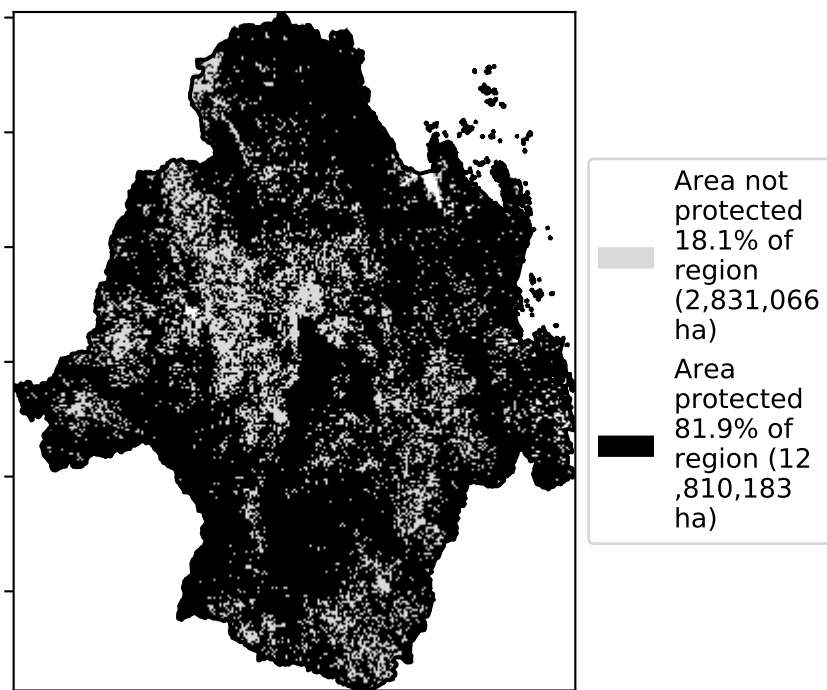 Area not
protected
18.1% of
region
(2,831,066
ha)
Area
protected
81.9% of
region (12
,810,183
ha)